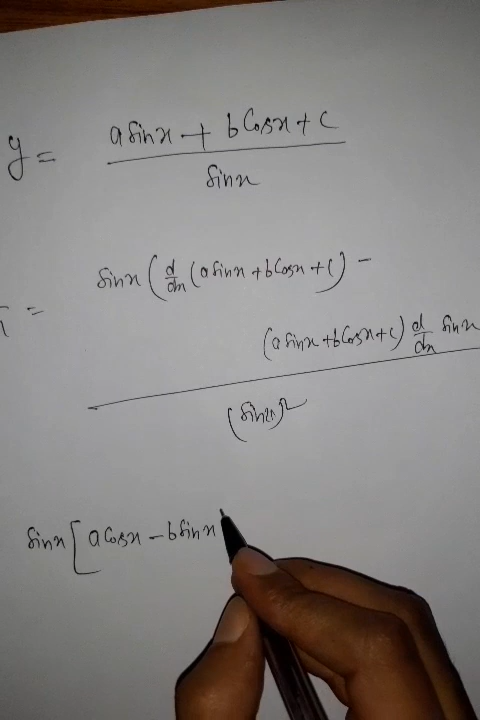 y = a sinx + b cosx + c
sinx
= sinx (d/dx (a sinx + b cosx + c) -
(a sinx + b cosx + c) d/dx sinx
(sinx)²
sinx [a cosx - b sinx